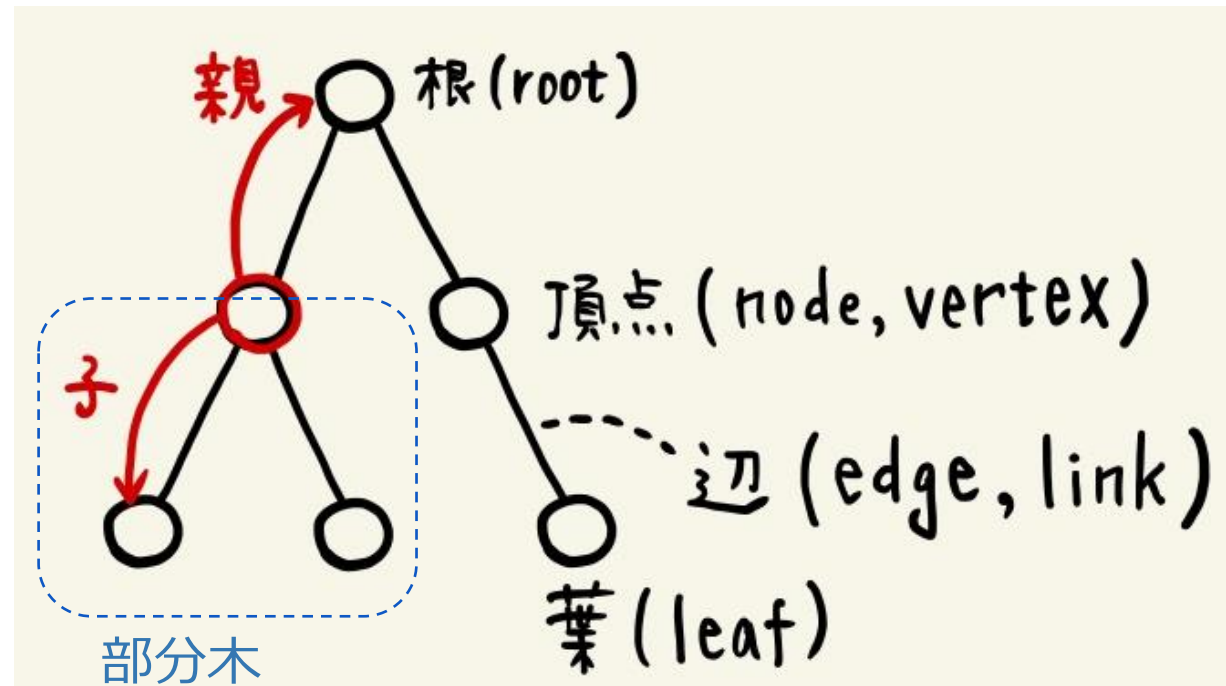 親
根(root)
頂点(node,vertex)
子
辺(edge,link)
葉(leaf)
部分木